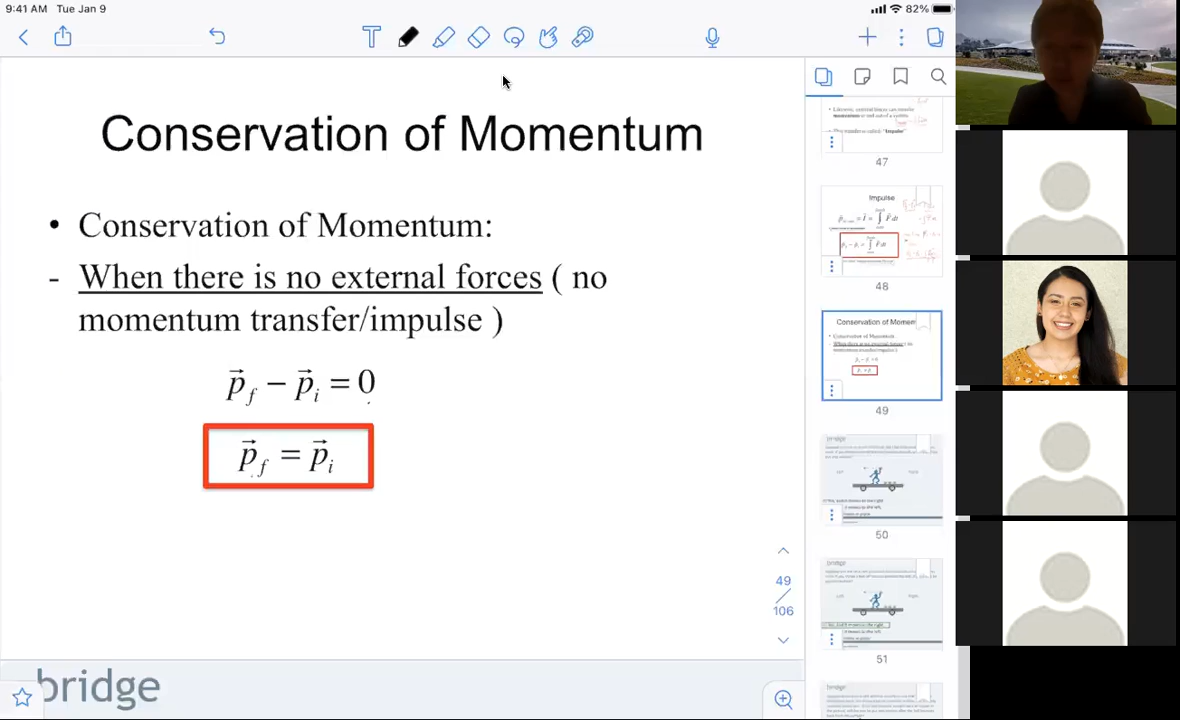 9:41 AM Tue Jan 9
82%
T
Conservation of Momentum
• Conservation of Momentum:
- When there is no external forces ( no
momentum transfer/impulse )
p⃗f − p⃗i = 0
p⃗f = p⃗i
49
106
bridge
47
Impulse
48
Conservation of Momen
49
50
51